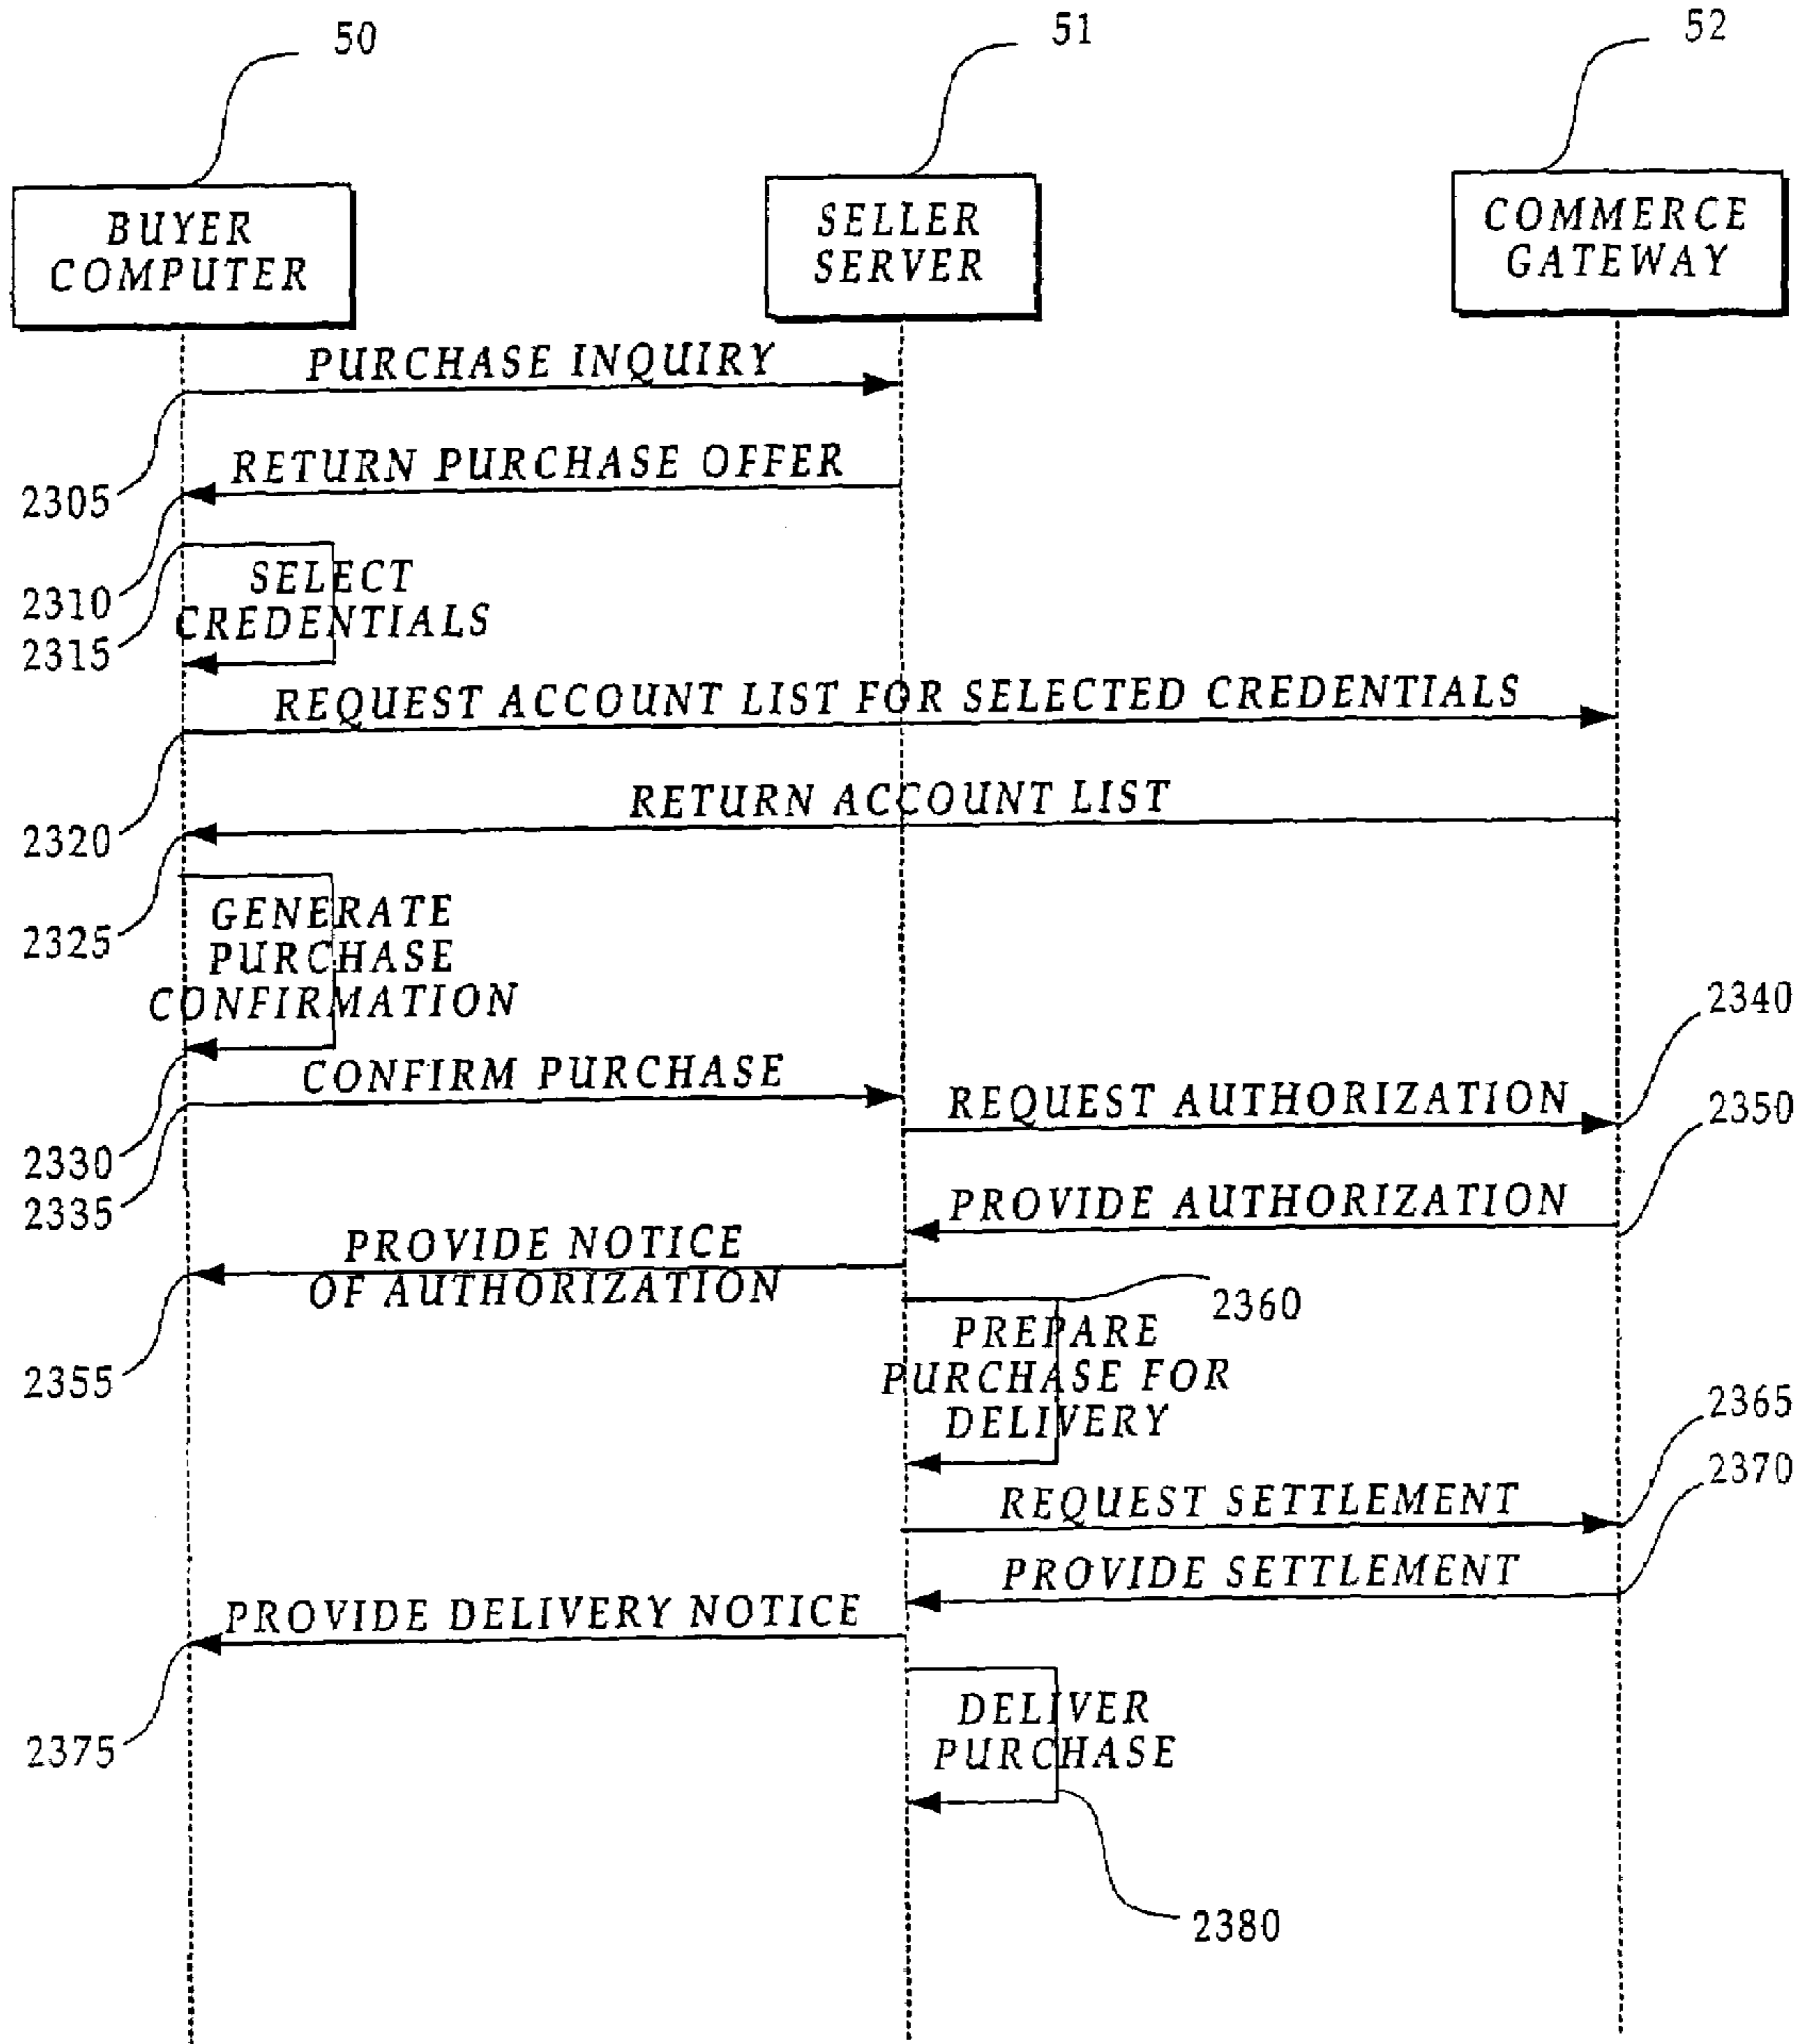 50
51
52
BUYER
COMPUTER
SELLER
SERVER
COMMERCE
GATEWAY
PURCHASE INQUIRY
2305
RETURN PURCHASE OFFER
2310
SELECT
CREDENTIALS
2315
REQUEST ACCOUNT LIST FOR SELECTED CREDENTIALS
2320
RETURN ACCOUNT LIST
2325
GENERATE
PURCHASE
CONFIRMATION
2330
CONFIRM PURCHASE
2335
REQUEST AUTHORIZATION
2340
PROVIDE AUTHORIZATION
2350
PROVIDE NOTICE
OF AUTHORIZATION
2355
2360
PREPARE
PURCHASE FOR
DELIVERY
REQUEST SETTLEMENT
2365
PROVIDE SETTLEMENT
2370
PROVIDE DELIVERY NOTICE
2375
DELIVER
PURCHASE
2380